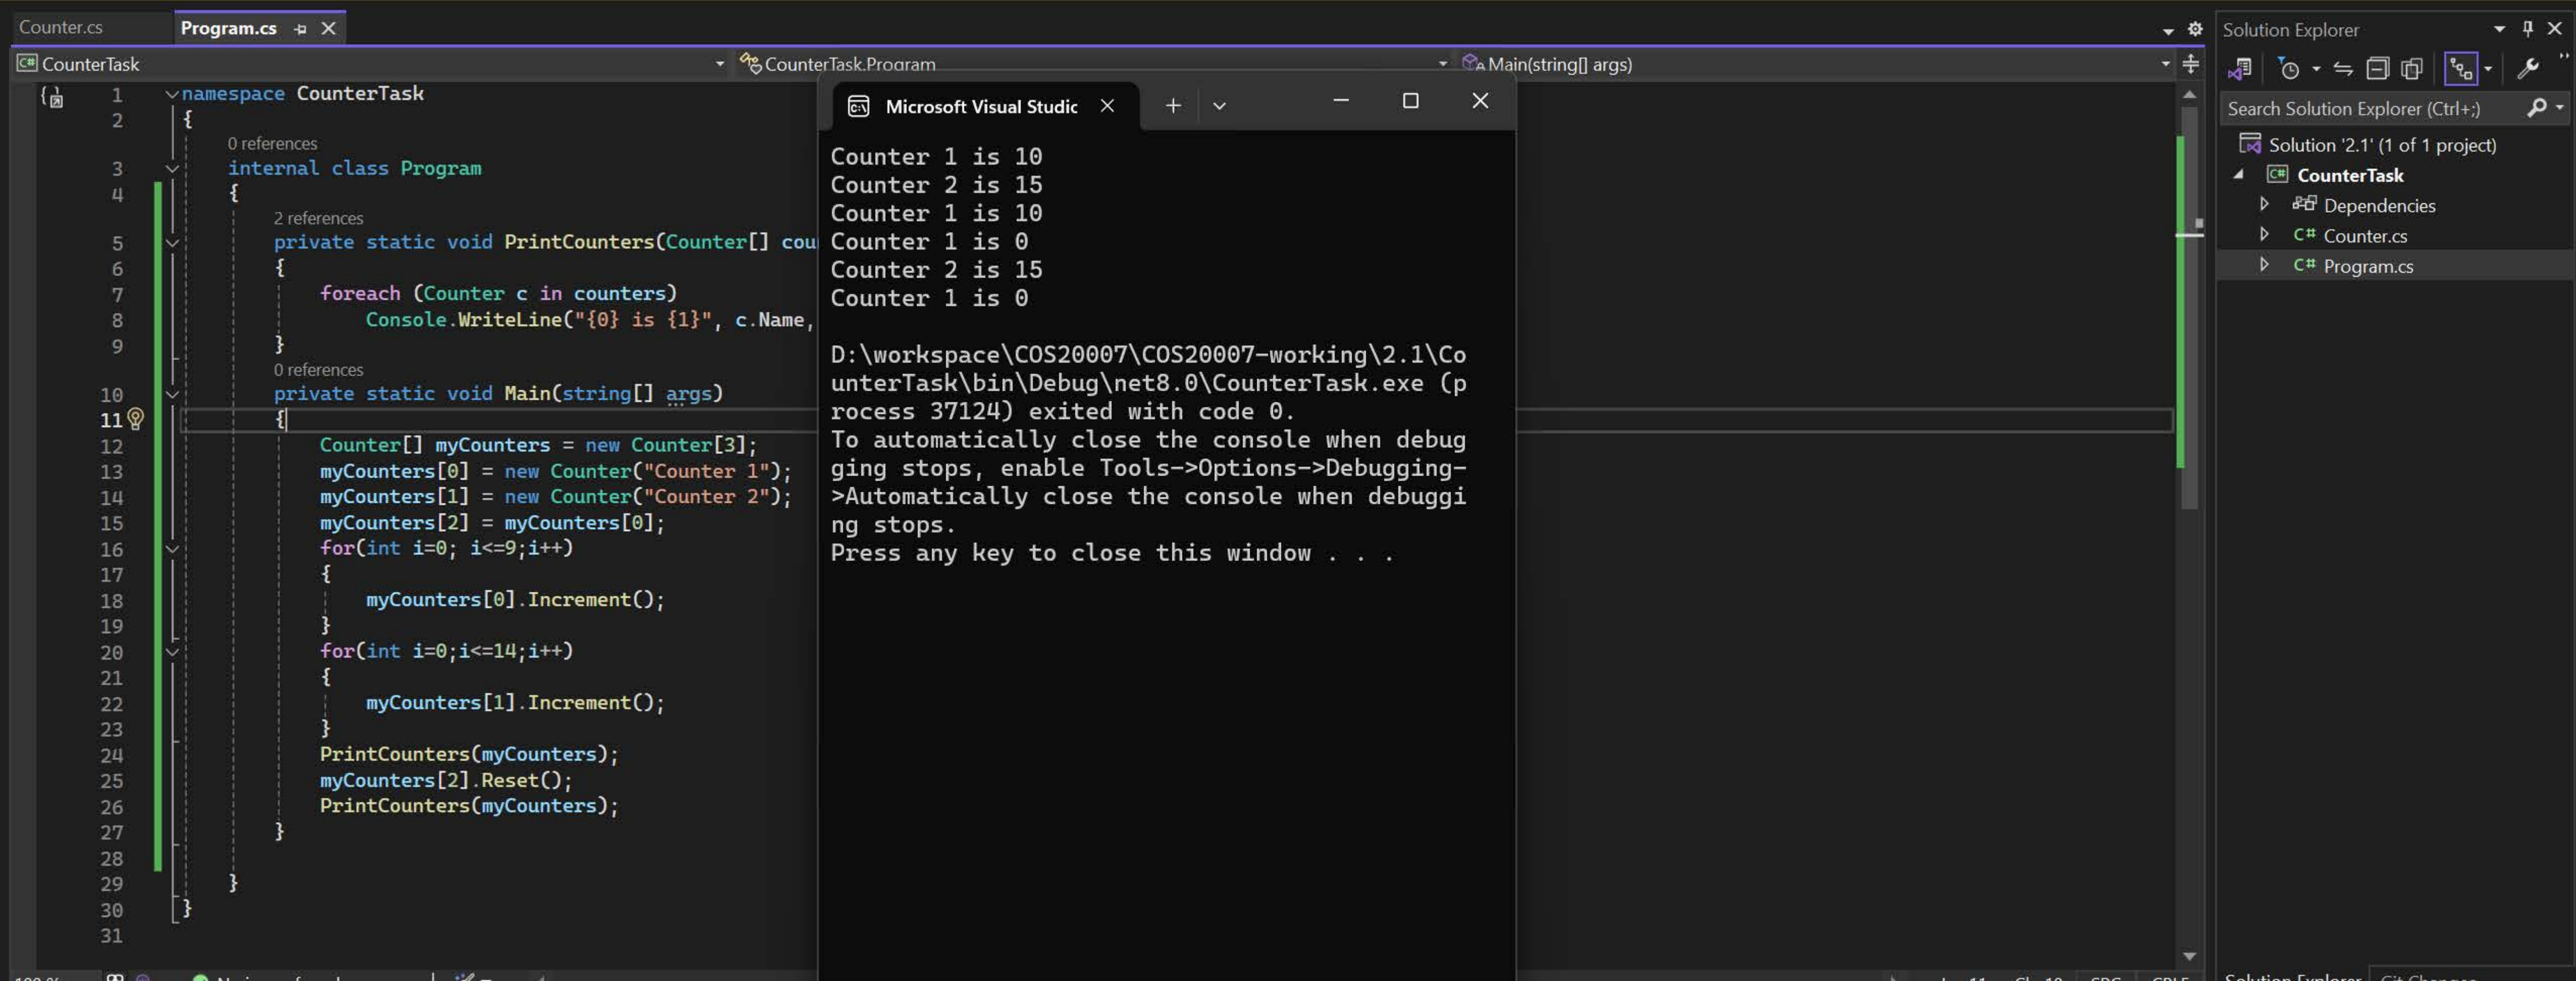 Counter.cs
Program.cs
CounterTask
CounterTask.Program
Main(string[] args)
1 namespace CounterTask
2 {
0 references
3 internal class Program
4 {
2 references
5 private static void PrintCounters(Counter[] cou
6 {
7 foreach (Counter c in counters)
8 Console.WriteLine("{0} is {1}", c.Name,
9 }
0 references
10 private static void Main(string[] args)
11 {
12 Counter[] myCounters = new Counter[3];
13 myCounters[0] = new Counter("Counter 1");
14 myCounters[1] = new Counter("Counter 2");
15 myCounters[2] = myCounters[0];
16 for(int i=0; i<=9;i++)
17 {
18 myCounters[0].Increment();
19 }
20 for(int i=0;i<=14;i++)
21 {
22 myCounters[1].Increment();
23 }
24 PrintCounters(myCounters);
25 myCounters[2].Reset();
26 PrintCounters(myCounters);
27 }
28
29 }
30 }
31
Microsoft Visual Studic
Counter 1 is 10
Counter 2 is 15
Counter 1 is 10
Counter 1 is 0
Counter 2 is 15
Counter 1 is 0
D:\workspace\COS20007\COS20007-working\2.1\Co
unterTask\bin\Debug\net8.0\CounterTask.exe (p
rocess 37124) exited with code 0.
To automatically close the console when debug
ging stops, enable Tools->Options->Debugging-
>Automatically close the console when debuggi
ng stops.
Press any key to close this window . . .
Solution Explorer
Search Solution Explorer (Ctrl+;)
Solution '2.1' (1 of 1 project)
C# CounterTask
Dependencies
C# Counter.cs
C# Program.cs
Solution Explorer
Git Changes